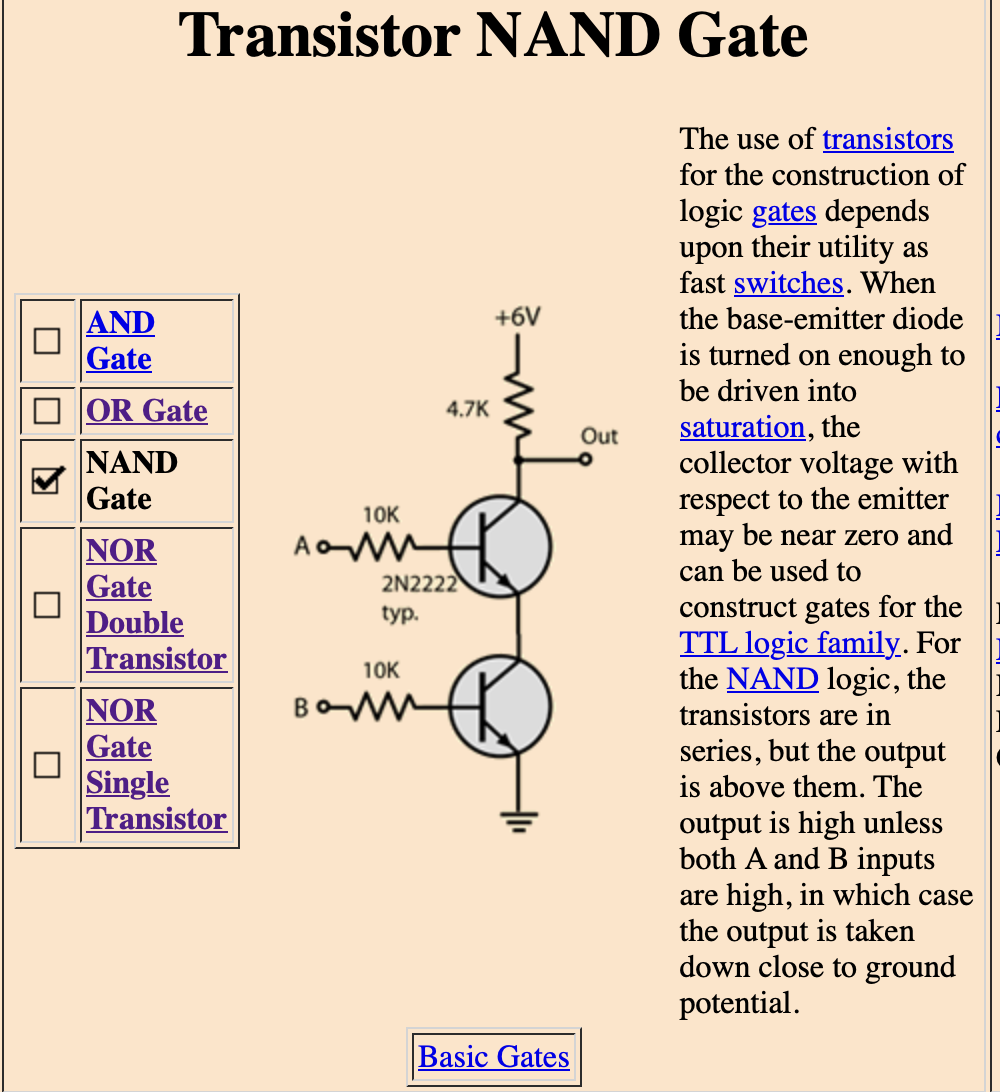 Transistor NAND Gate
AND
Gate
OR Gate
NAND
Gate
NOR
Gate
Double
Transistor
NOR
Gate
Single
Transistor
+6V
4.7K
Out
10K
A
2N2222
typ.
10K
B
The use of transistors
for the construction of
logic gates depends
upon their utility as
fast switches. When
the base-emitter diode
is turned on enough to
be driven into
saturation, the
collector voltage with
respect to the emitter
may be near zero and
can be used to
construct gates for the
TTL logic family. For
the NAND logic, the
transistors are in
series, but the output
is above them. The
output is high unless
both A and B inputs
are high, in which case
the output is taken
down close to ground
potential.
Basic Gates